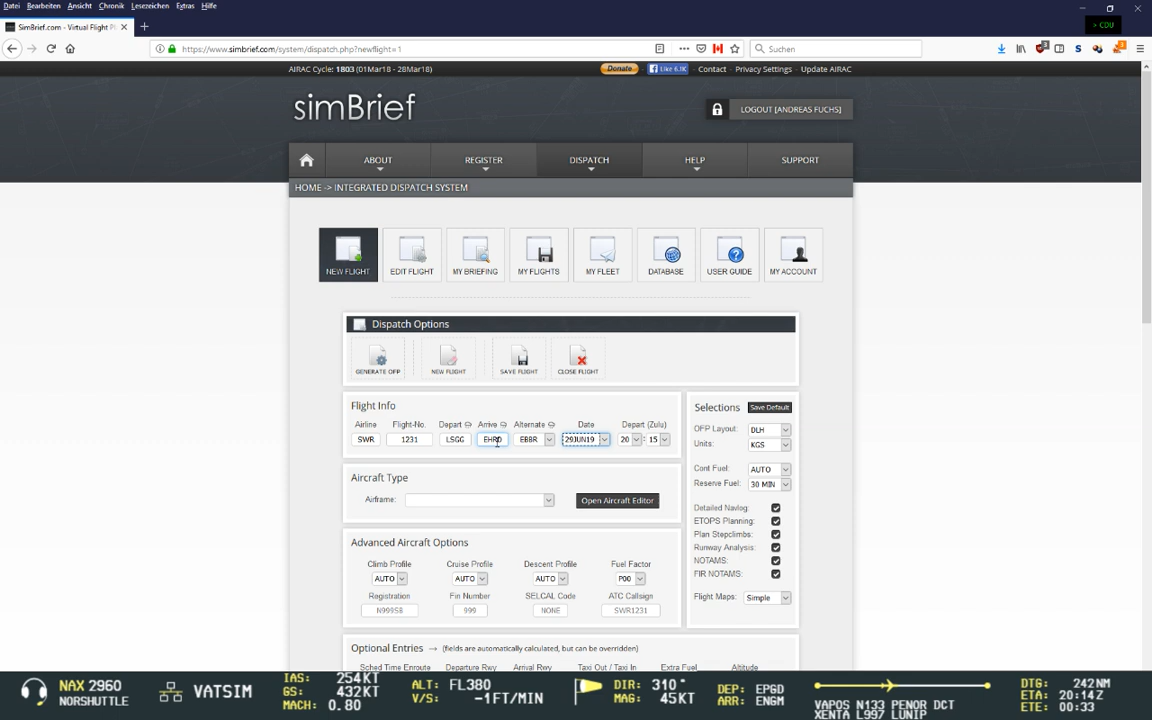 Datei Bearbeiten Ansicht Chronik Lesezeichen Extras Hilfe
SimBrief.com - Virtual Flight Pl
> CDU
https://www.simbrief.com/system/dispatch.php?newflight=1
Suchen
AIRAC Cycle: 1803 (01Mar18 - 28Mar18)
Donate Like 6.1K · Contact · Privacy Settings · Update AIRAC
simBrief
LOGOUT [ANDREAS FUCHS]
ABOUT REGISTER DISPATCH HELP SUPPORT
HOME -> INTEGRATED DISPATCH SYSTEM
NEW FLIGHT EDIT FLIGHT MY BRIEFING MY FLIGHTS MY FLEET DATABASE USER GUIDE MY ACCOUNT
Dispatch Options
GENERATE OFP NEW FLIGHT SAVE FLIGHT CLOSE FLIGHT
Flight Info
Airline Flight-No. Depart Arrive Alternate Date Depart (Zulu)
SWR 1231 LSGG EHRD EBBR 29JUN19 20 : 15
Aircraft Type
Airframe: Open Aircraft Editor
Advanced Aircraft Options
Climb Profile Cruise Profile Descent Profile Fuel Factor
AUTO AUTO AUTO P00
Registration Fin Number SELCAL Code ATC Callsign
N999SB 999 NONE SWR1231
Optional Entries → (fields are automatically calculated, but can be overridden)
Sched Time Enroute Departure Rwy Arrival Rwy Taxi Out / Taxi In Extra Fuel Altitude
Selections Save Default
OFP Layout: DLH
Units: KGS
Cont Fuel: AUTO
Reserve Fuel: 30 MIN
Detailed Navlog:
ETOPS Planning:
Plan Stepclimbs:
Runway Analysis:
NOTAMS:
FIR NOTAMS:
Flight Maps: Simple
NAX 2960
NORSHUTTLE
VATSIM
IAS: 254KT
GS: 432KT
MACH: 0.80
ALT: FL380
V/S: -1FT/MIN
DIR: 310°
MAG: 45KT
DEP: EPGD
ARR: ENGM
VAPOS N133 PENOR DCT
XENTA L997 LUNIP
DTG: 242NM
ETA: 20:14Z
ETE: 00:33